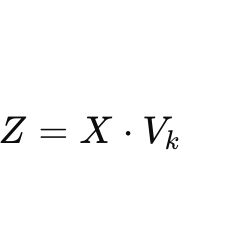 Z = X · V_k